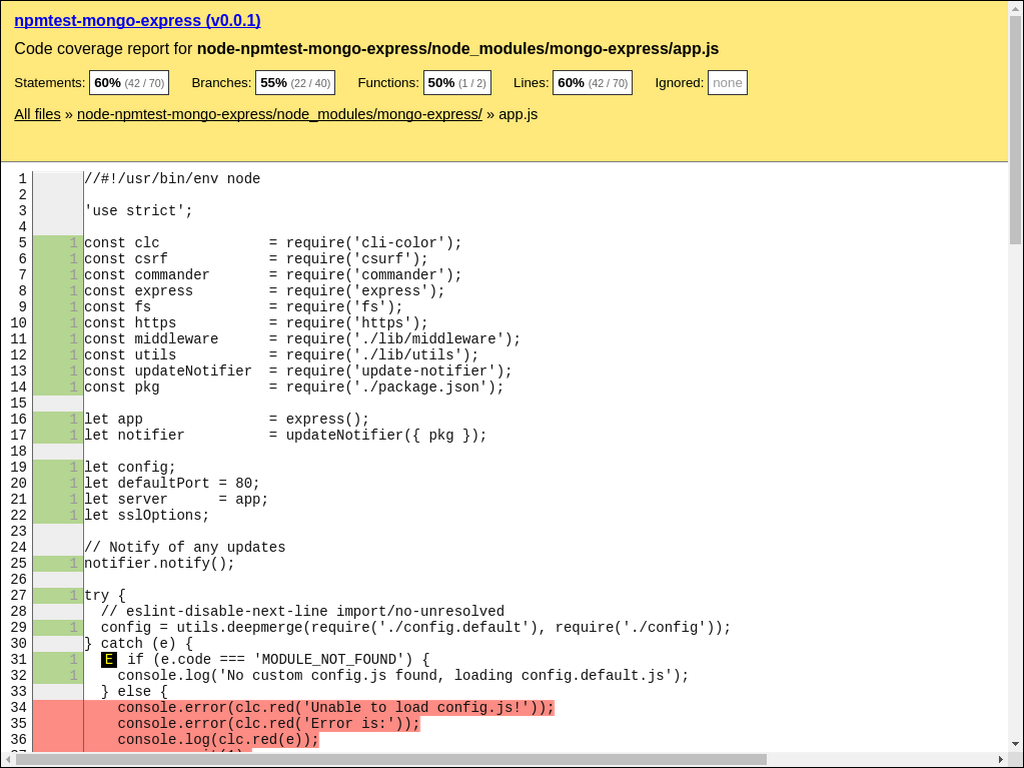 npmtest-mongo-express (v0.0.1)
Code coverage report for node-npmtest-mongo-express/node_modules/mongo-express/app.js
Statements: 60% (42 / 70) Branches: 55% (22 / 40) Functions: 50% (1 / 2) Lines: 60% (42 / 70) Ignored: none
All files » node-npmtest-mongo-express/node_modules/mongo-express/ » app.js
1 //#!/usr/bin/env node
2
3 'use strict';
4
5 1 const clc             = require('cli-color');
6 1 const csrf            = require('csurf');
7 1 const commander       = require('commander');
8 1 const express         = require('express');
9 1 const fs              = require('fs');
10 1 const https           = require('https');
11 1 const middleware      = require('./lib/middleware');
12 1 const utils           = require('./lib/utils');
13 1 const updateNotifier  = require('update-notifier');
14 1 const pkg             = require('./package.json');
15
16 1 let app               = express();
17 1 let notifier          = updateNotifier({ pkg });
18
19 1 let config;
20 1 let defaultPort = 80;
21 1 let server      = app;
22 1 let sslOptions;
23
24 // Notify of any updates
25 1 notifier.notify();
26
27 1 try {
28   // eslint-disable-next-line import/no-unresolved
29 1   config = utils.deepmerge(require('./config.default'), require('./config'));
30 } catch (e) {
31 1   E if (e.code === 'MODULE_NOT_FOUND') {
32 1     console.log('No custom config.js found, loading config.default.js');
33   } else {
34     console.error(clc.red('Unable to load config.js!'));
35     console.error(clc.red('Error is:'));
36     console.log(clc.red(e));